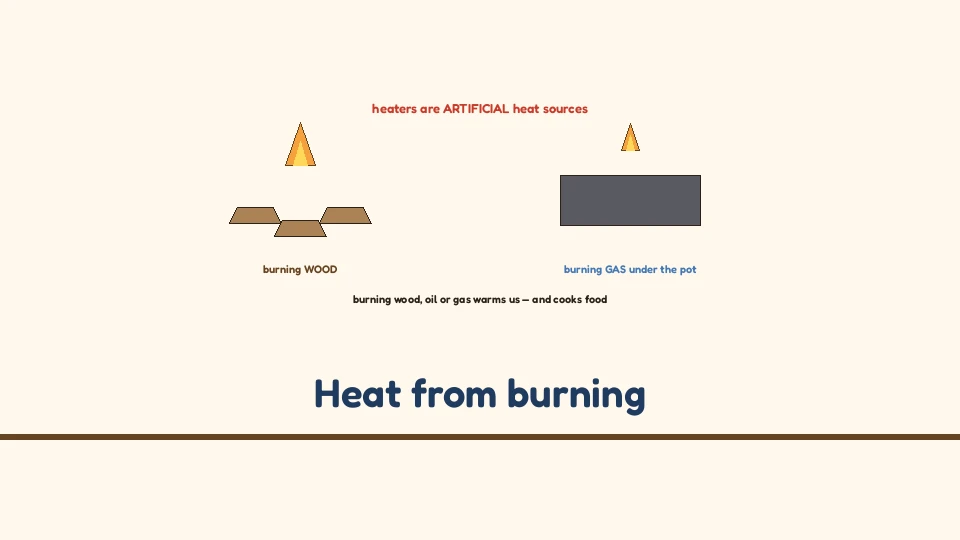 heaters are ARTIFICIAL heat sources
burning WOOD
burning GAS under the pot
burning wood, oil or gas warms us — and cooks food
Heat from burning